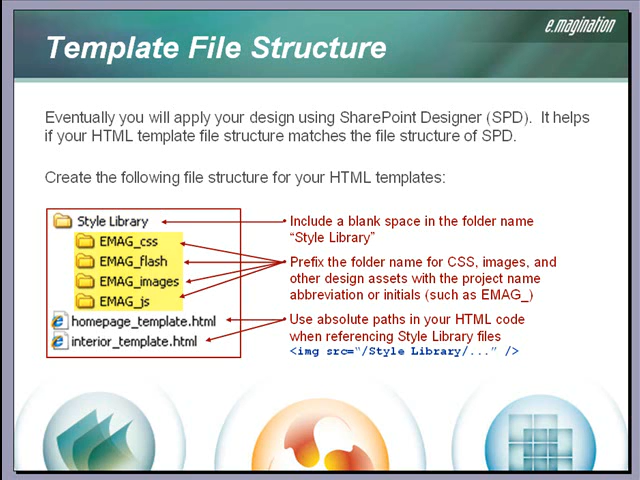 e.magination
Template File Structure
Eventually you will apply your design using SharePoint Designer (SPD).  It helps
if your HTML template file structure matches the file structure of SPD.
Create the following file structure for your HTML templates:
Style Library
EMAG_css
EMAG_flash
EMAG_images
EMAG_js
homepage_template.html
interior_template.html
• Include a blank space in the folder name
“Style Library”
• Prefix the folder name for CSS, images, and
other design assets with the project name
abbreviation or initials (such as EMAG_)
• Use absolute paths in your HTML code
when referencing Style Library files
<img src=“/Style Library/...” />